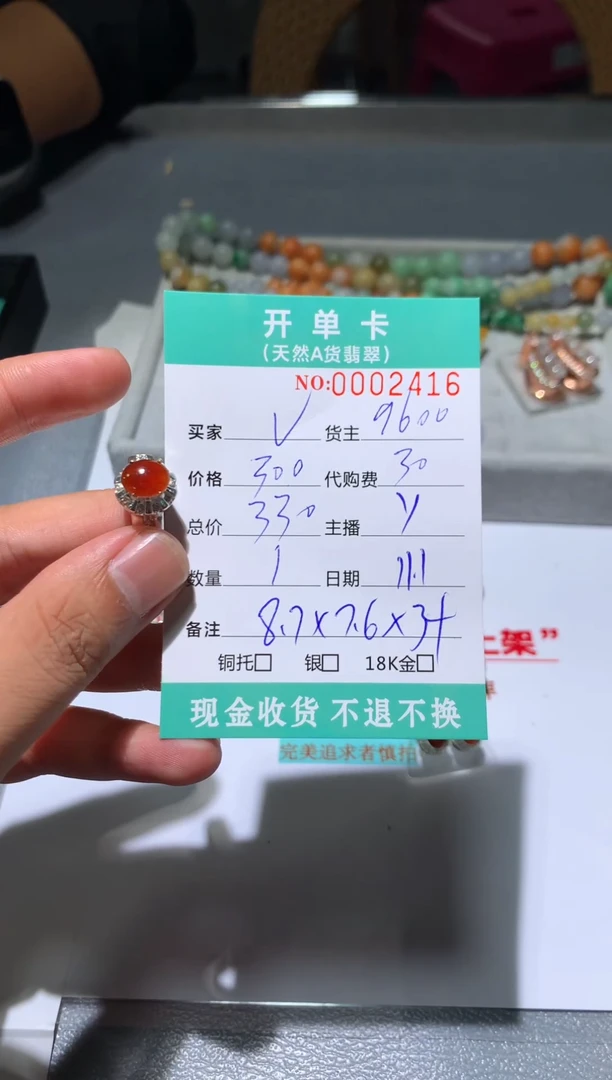 开单卡
(天然A货翡翠)
NO:0002416
买家 V 货主 9600
价格 300 代购费 30
总价 330 主播 y
数量 1 日期 11.1
备注 8.7×7.6×3+
铜托□ 银□ 18K金□
现金收货 不退不换
上架”
完美追求者慎拍